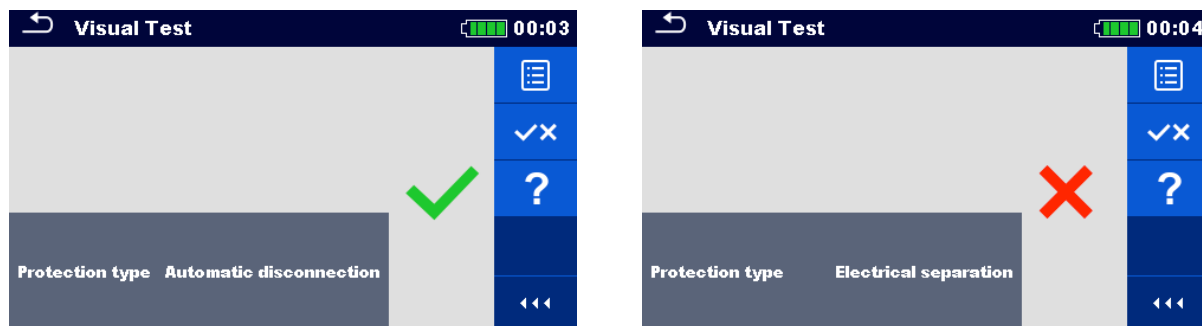 Visual Test 00:03
?
Protection type Automatic disconnection
Visual Test 00:04
?
Protection type Electrical separation